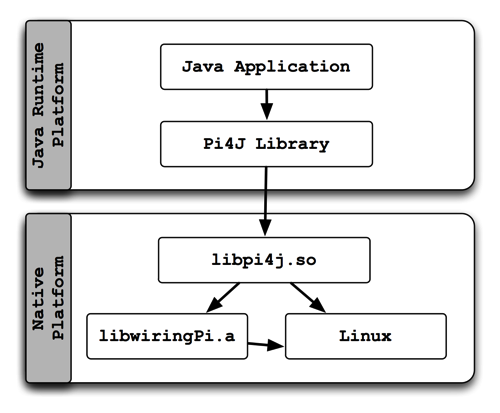 Java Runtime
Platform
Java Application
Pi4J Library
Native
Platform
libpi4j.so
libwiringPi.a
Linux